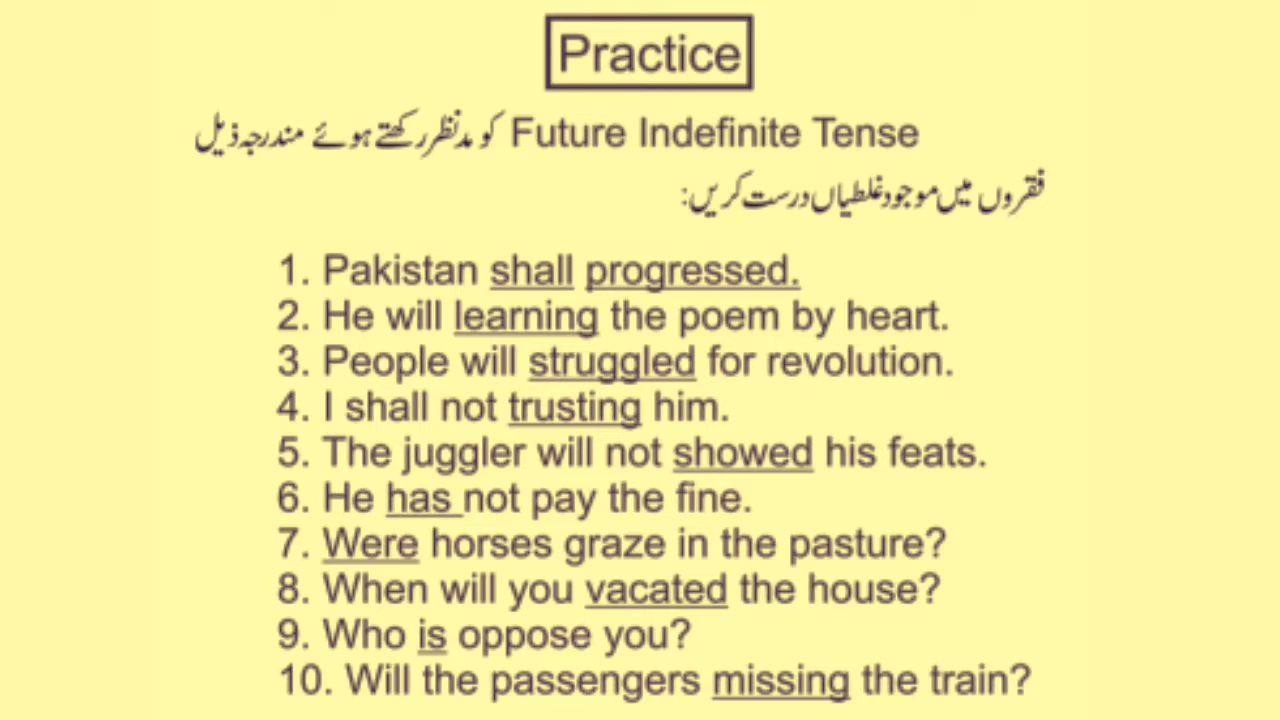 Practice
Future Indefinite Tense کو مدنظر رکھتے ہوئے مندرجہ ذیل
فقروں میں موجود غلطیاں درست کریں:
1. Pakistan shall progressed.
2. He will learning the poem by heart.
3. People will struggled for revolution.
4. I shall not trusting him.
5. The juggler will not showed his feats.
6. He has not pay the fine.
7. Were horses graze in the pasture?
8. When will you vacated the house?
9. Who is oppose you?
10. Will the passengers missing the train?